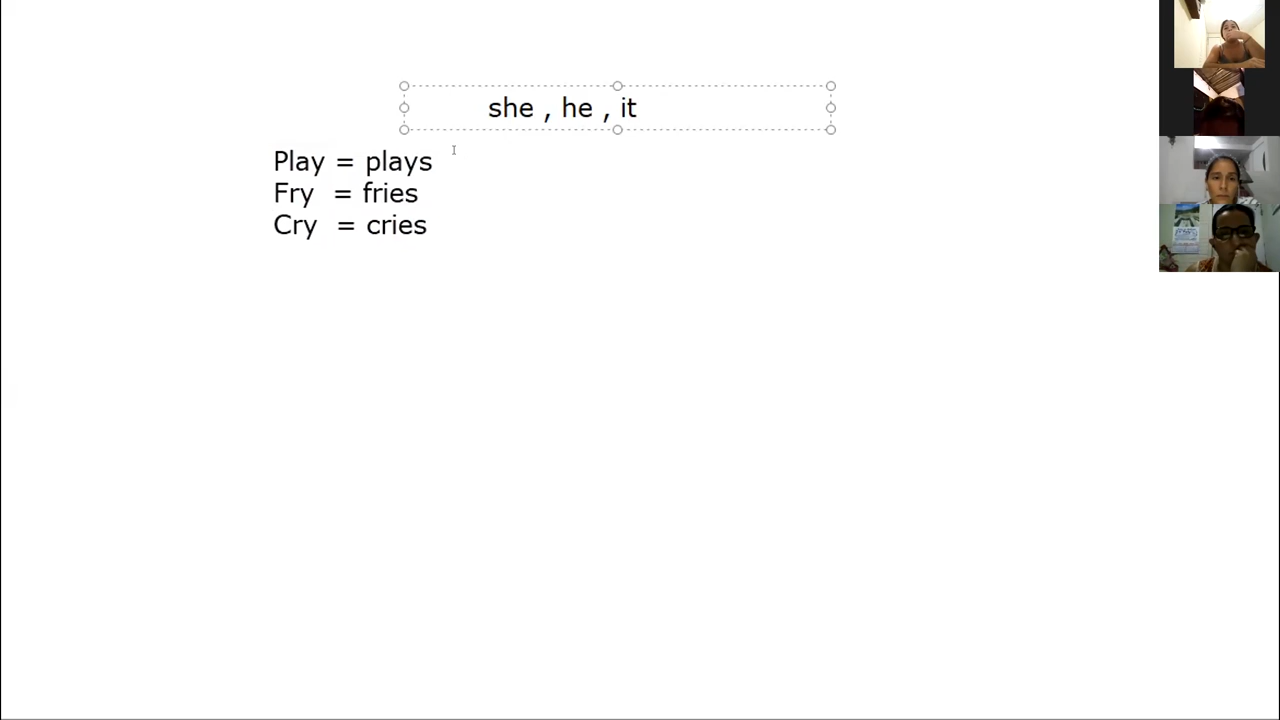 she , he , it
Play = plays
Fry = fries
Cry = cries